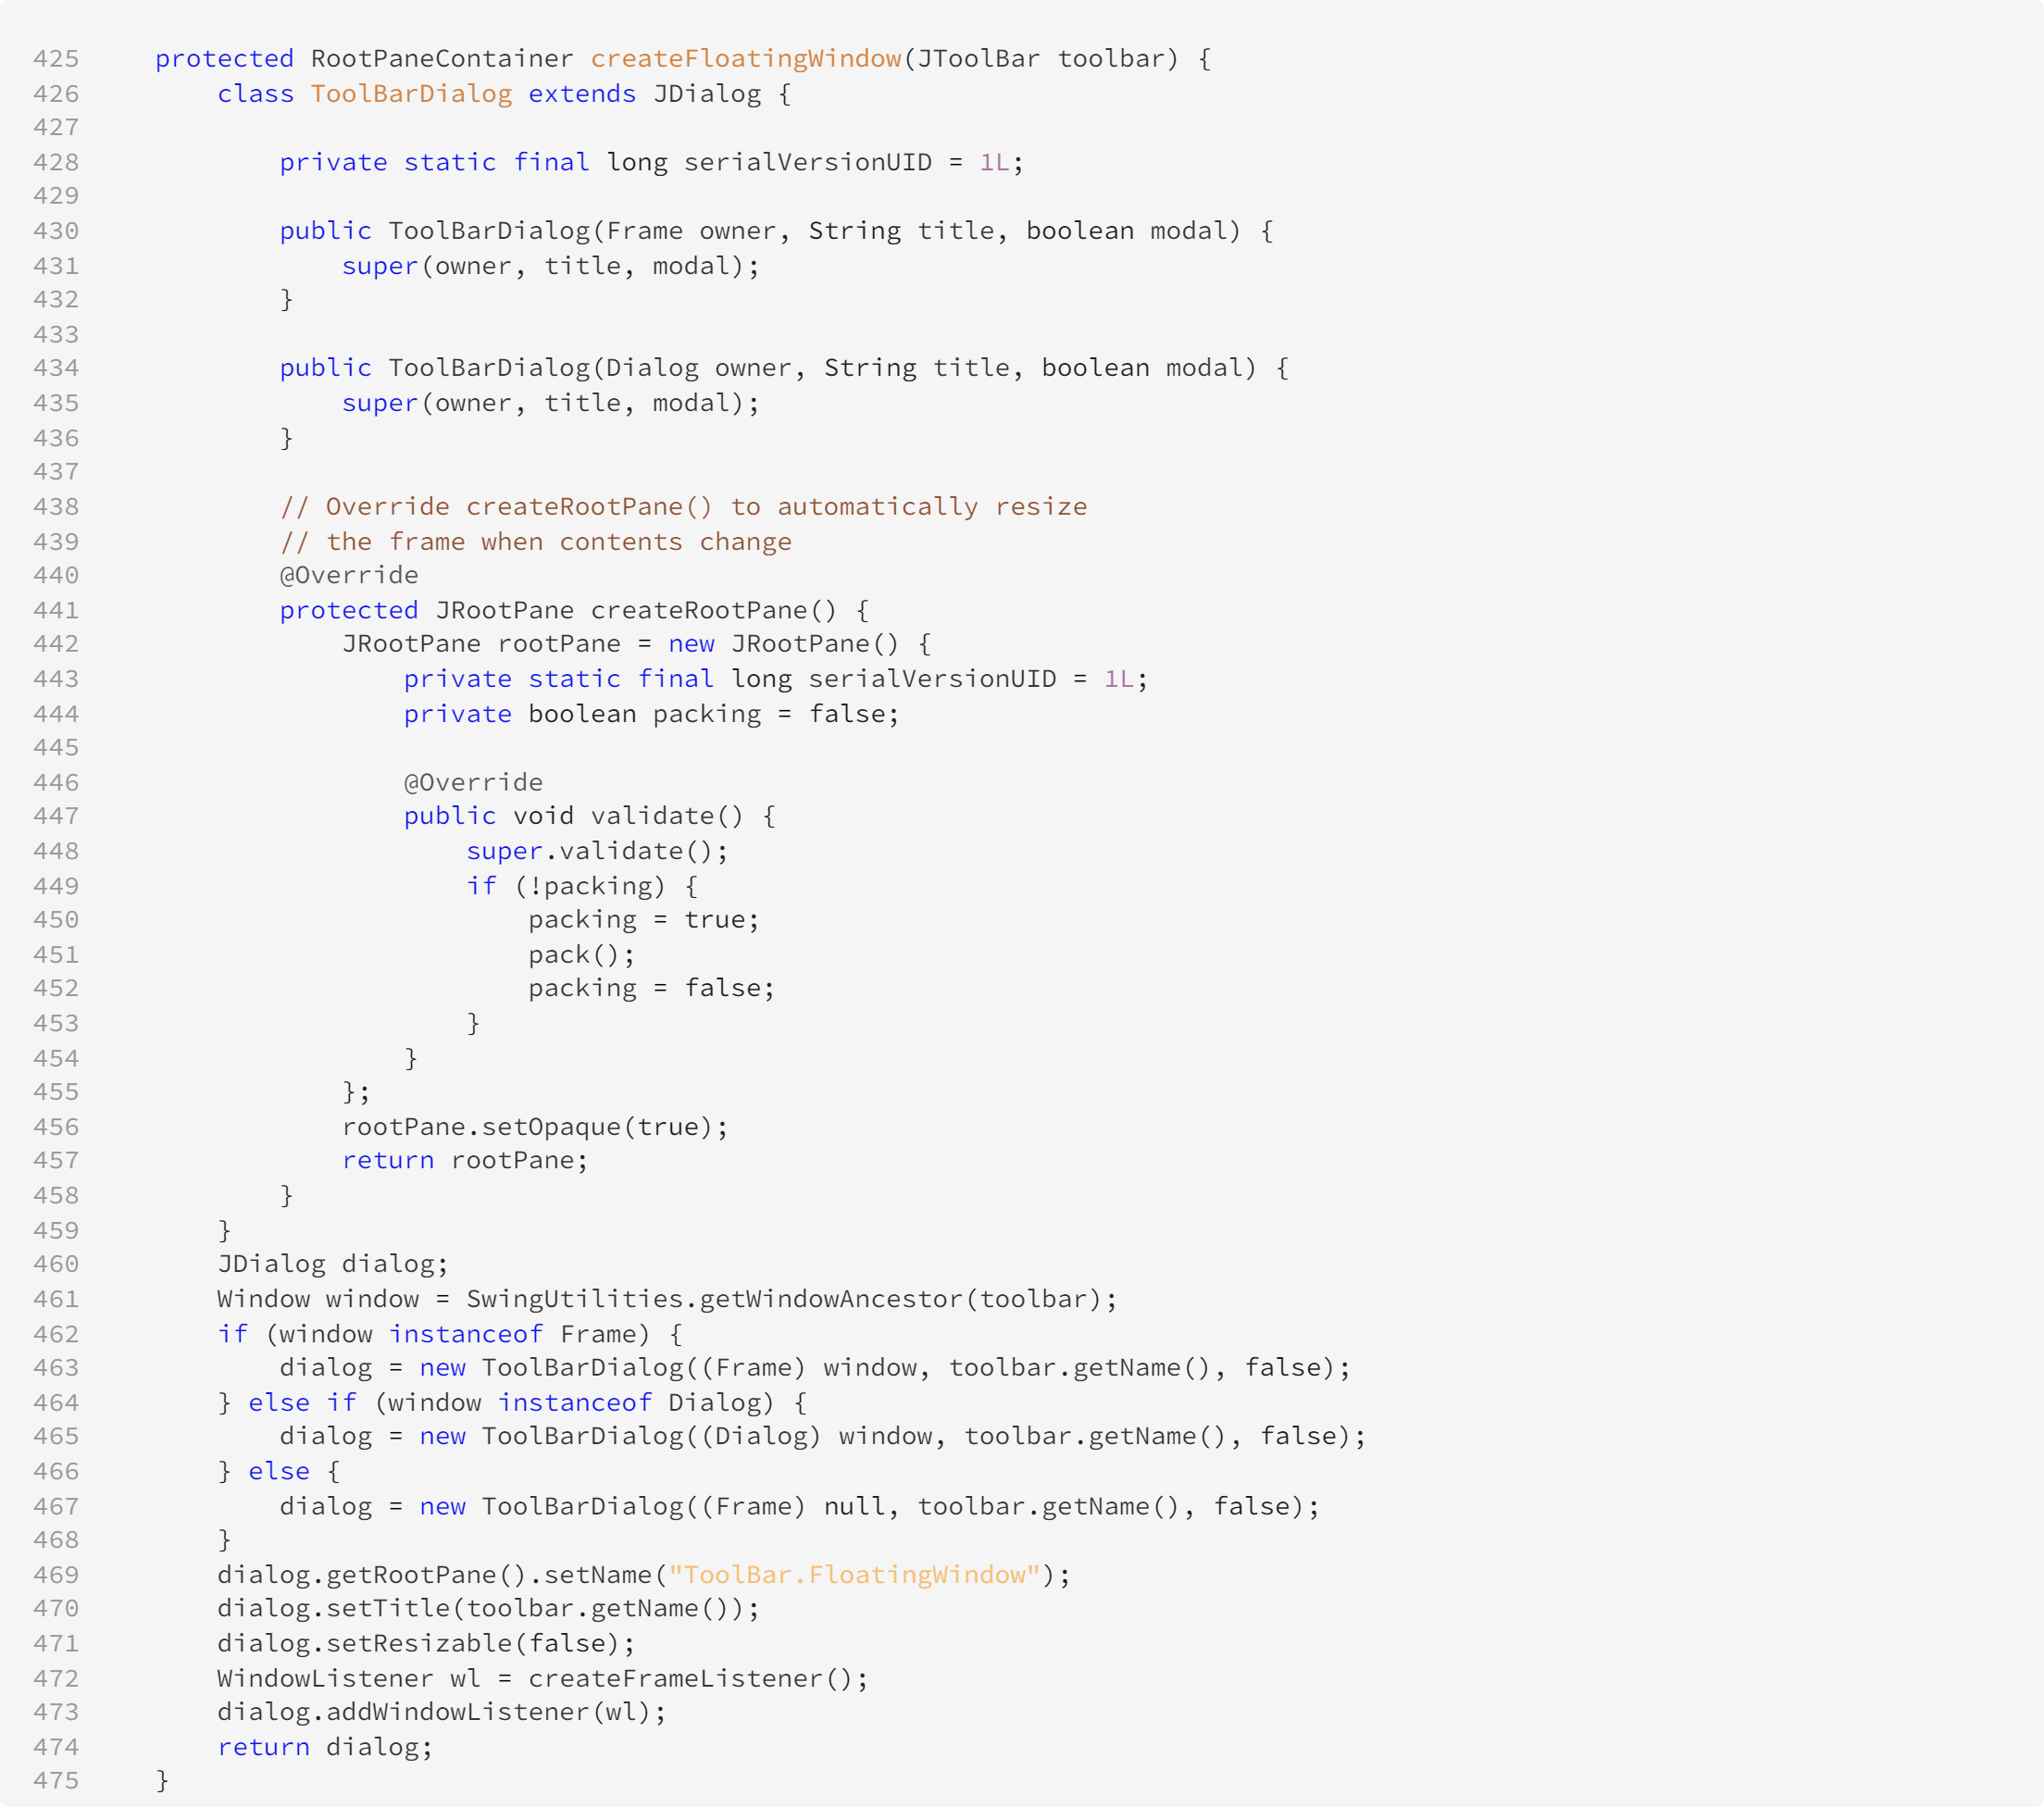 425     protected RootPaneContainer createFloatingWindow(JToolBar toolbar) {
426         class ToolBarDialog extends JDialog {
427
428             private static final long serialVersionUID = 1L;
429
430             public ToolBarDialog(Frame owner, String title, boolean modal) {
431                 super(owner, title, modal);
432             }
433
434             public ToolBarDialog(Dialog owner, String title, boolean modal) {
435                 super(owner, title, modal);
436             }
437
438             // Override createRootPane() to automatically resize
439             // the frame when contents change
440             @Override
441             protected JRootPane createRootPane() {
442                 JRootPane rootPane = new JRootPane() {
443                     private static final long serialVersionUID = 1L;
444                     private boolean packing = false;
445
446                     @Override
447                     public void validate() {
448                         super.validate();
449                         if (!packing) {
450                             packing = true;
451                             pack();
452                             packing = false;
453                         }
454                     }
455                 };
456                 rootPane.setOpaque(true);
457                 return rootPane;
458             }
459         }
460         JDialog dialog;
461         Window window = SwingUtilities.getWindowAncestor(toolbar);
462         if (window instanceof Frame) {
463             dialog = new ToolBarDialog((Frame) window, toolbar.getName(), false);
464         } else if (window instanceof Dialog) {
465             dialog = new ToolBarDialog((Dialog) window, toolbar.getName(), false);
466         } else {
467             dialog = new ToolBarDialog((Frame) null, toolbar.getName(), false);
468         }
469         dialog.getRootPane().setName("ToolBar.FloatingWindow");
470         dialog.setTitle(toolbar.getName());
471         dialog.setResizable(false);
472         WindowListener wl = createFrameListener();
473         dialog.addWindowListener(wl);
474         return dialog;
475     }